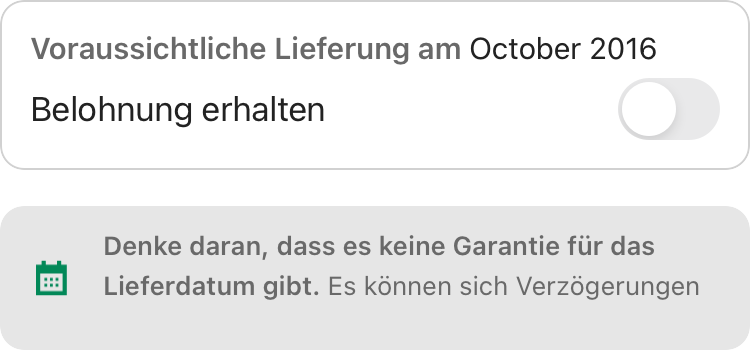 Voraussichtliche Lieferung am October 2016
Belohnung erhalten
Denke daran, dass es keine Garantie für das
Lieferdatum gibt. Es können sich Verzögerungen